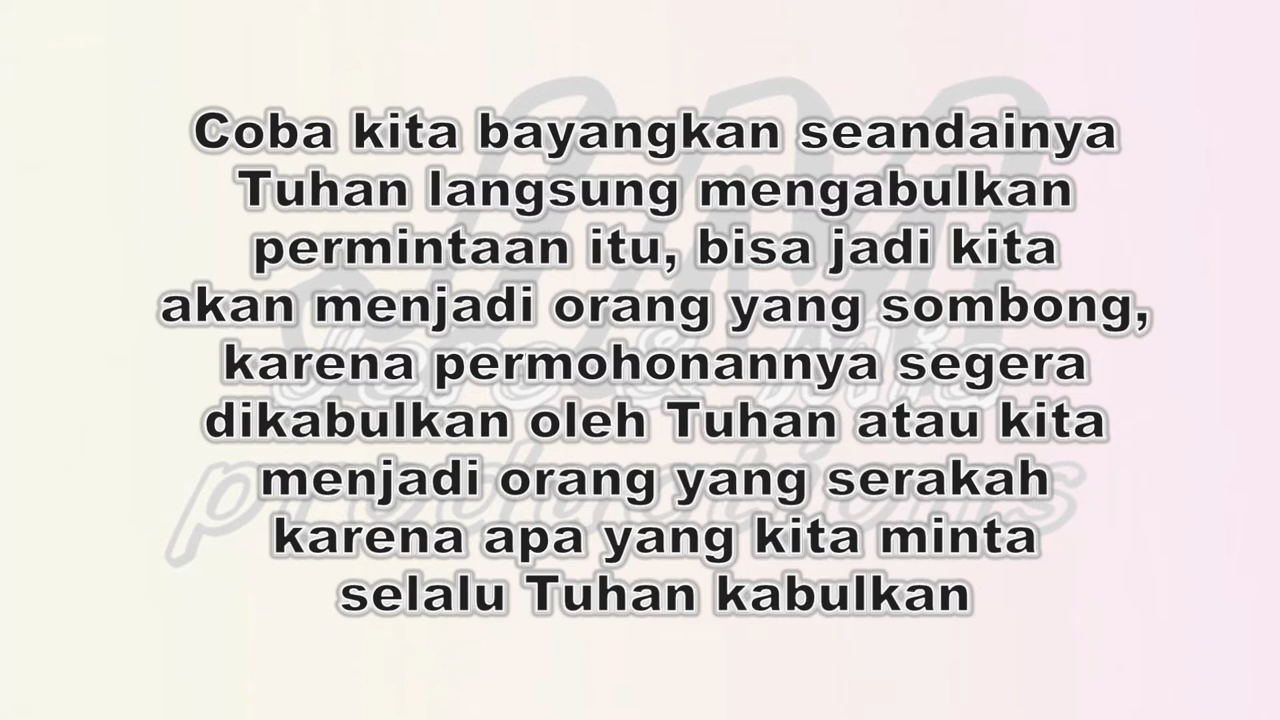 Coba kita bayangkan seandainya
Tuhan langsung mengabulkan
permintaan itu, bisa jadi kita
akan menjadi orang yang sombong,
karena permohonannya segera
dikabulkan oleh Tuhan atau kita
menjadi orang yang serakah
karena apa yang kita minta
selalu Tuhan kabulkan
productions